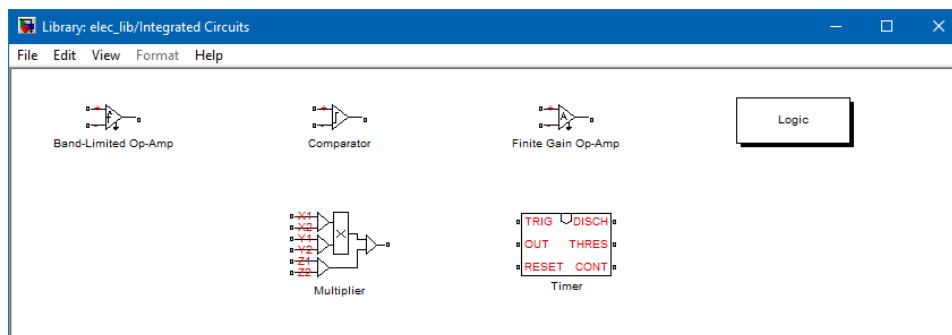 Library: elec_lib/Integrated Circuits
File Edit View Format Help
f
A
Logic
Band-Limited Op-Amp
Comparator
Finite Gain Op-Amp
X1
X2
Y1
Y2
Z1
Z2
X
Multiplier
TRIG DISCH
OUT THRES
RESET CONT
Timer